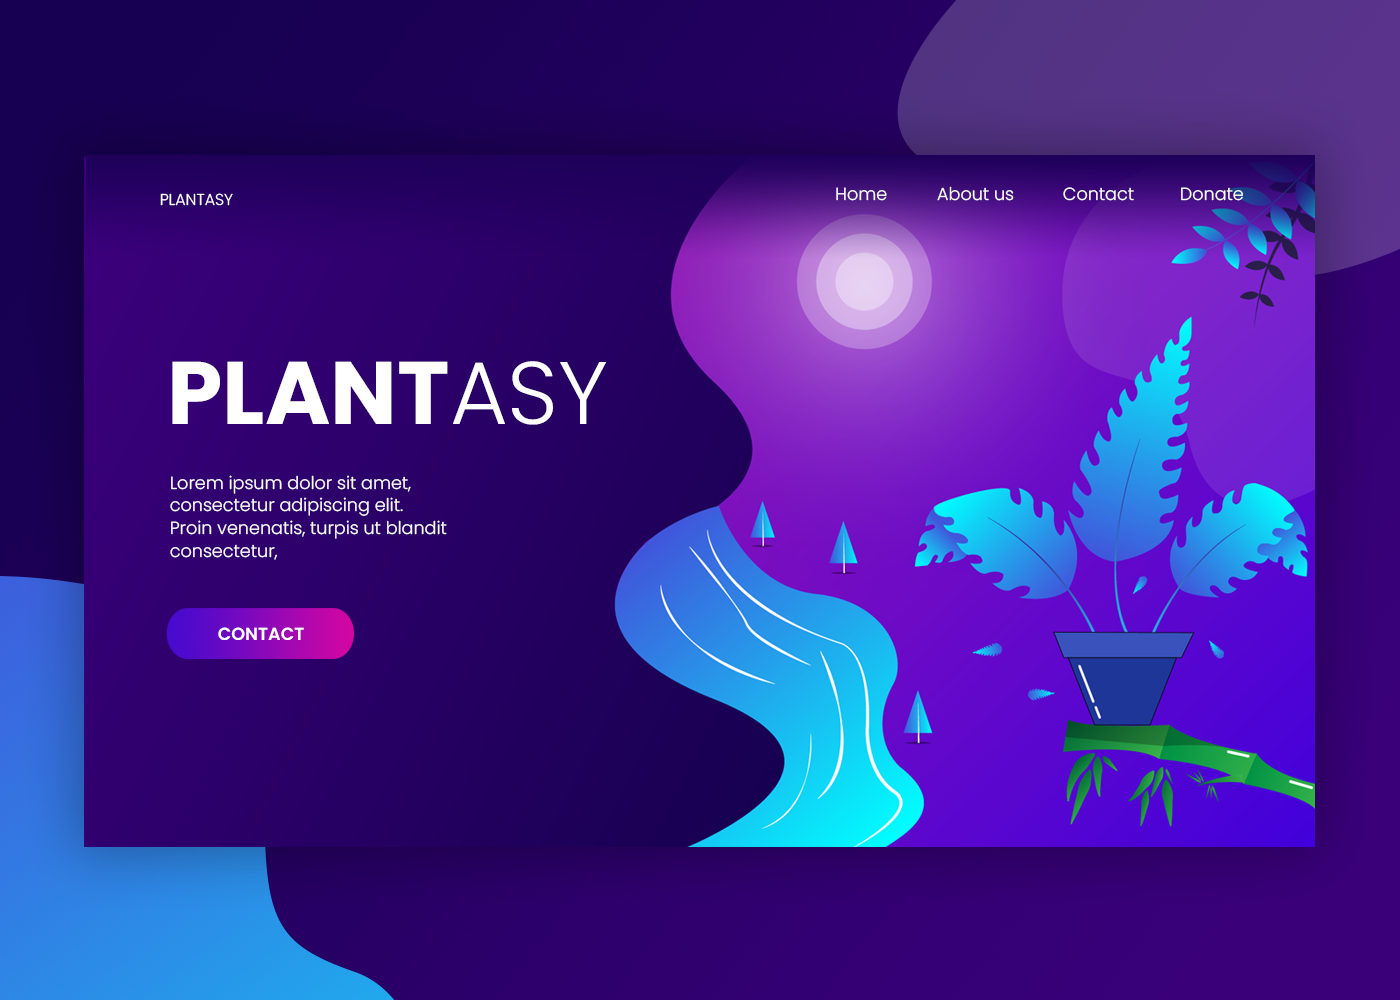 PLANTASY
Home About us Contact Donate
PLANTASY
Lorem ipsum dolor sit amet,
consectetur adipiscing elit.
Proin venenatis, turpis ut blandit
consectetur,
CONTACT